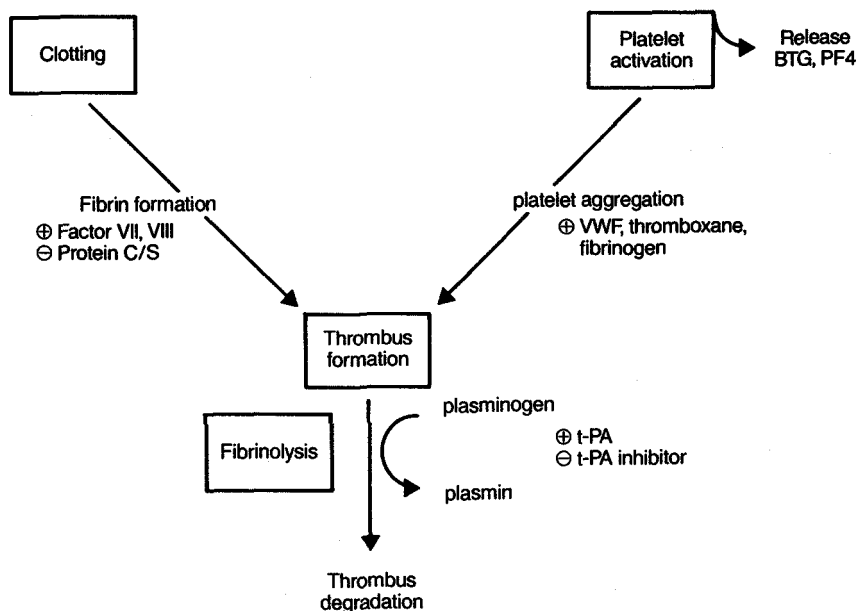 Clotting
Platelet
activation
Release
BTG, PF4
Fibrin formation
⊕ Factor VII, VIII
⊖ Protein C/S
platelet aggregation
⊕ VWF, thromboxane,
fibrinogen
Thrombus
formation
Fibrinolysis
plasminogen
⊕ t-PA
⊖ t-PA inhibitor
plasmin
Thrombus
degradation